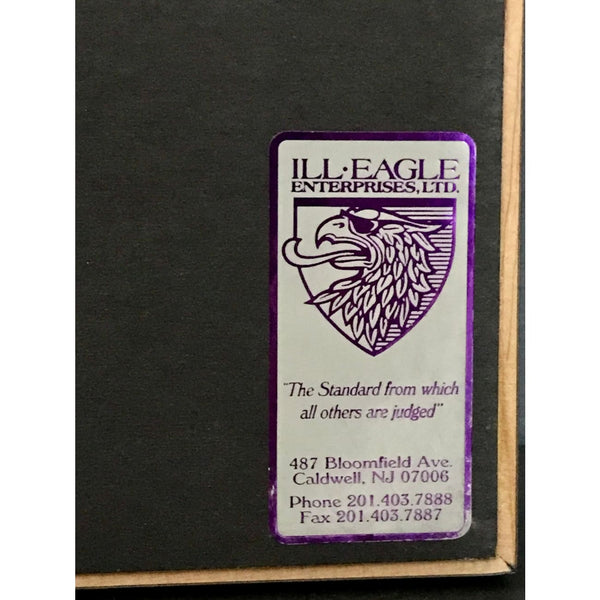 ILL·EAGLE
ENTERPRISES, LTD.
"The Standard from which
all others are judged"
487 Bloomfield Ave.
Caldwell, NJ 07006
Phone 201.403.7888
Fax 201.403.7887